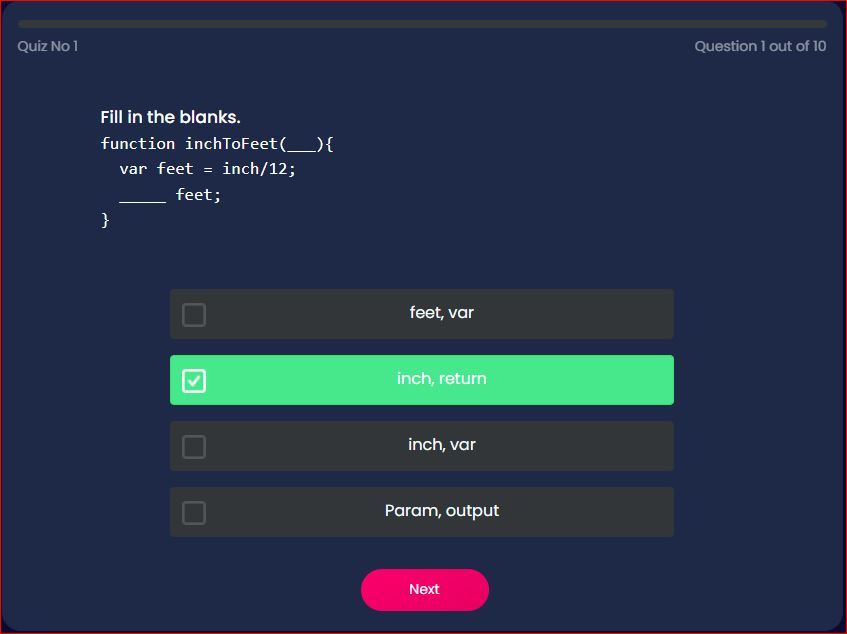 Quiz No 1
Question 1 out of 10
Fill in the blanks.
function inchToFeet(___){
  var feet = inch/12;
  _____ feet;
}
feet, var
inch, return
inch, var
Param, output
Next